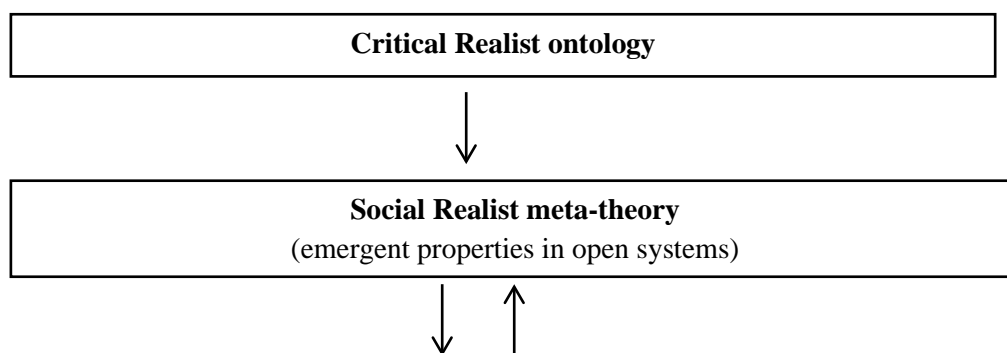 Critical Realist ontology
Social Realist meta-theory
(emergent properties in open systems)